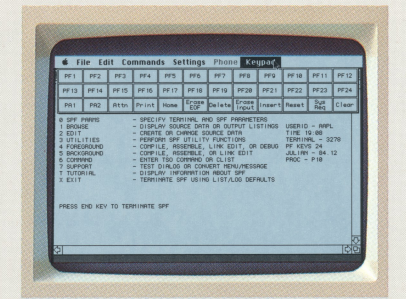 File Edit Commands Settings Phone Keypad
PF1 PF2 PF3 PF4 PF5 PF6 PF7 PF8 PF9 PF10 PF11 PF12
PF13 PF14 PF15 PF16 PF17 PF18 PF19 PF20 PF21 PF22 PF23 PF24
PA1 PA2 Attn Print Home Erase EOF Delete Erase Input Insert Reset Sys Req Clear
0 SPF PARMS - SPECIFY TERMINAL AND SPF PARAMETERS
1 BROWSE - DISPLAY SOURCE DATA OR OUTPUT LISTINGS USERID - AAPL
2 EDIT - CREATE OR CHANGE SOURCE DATA TIME 19:00
3 UTILITIES - PERFORM SPF UTILITY FUNCTIONS TERMINAL - 3278
4 FOREGROUND - COMPILE, ASSEMBLE, LINK EDIT, OR DEBUG PF KEYS 24
5 BACKGROUND - COMPILE, ASSEMBLE, OR LINK EDIT JULIAN - 84.12
6 COMMAND - ENTER TSO COMMAND OR CLIST PROC - P10
7 SUPPORT - TEST DIALOG OR CONVERT MENU/MESSAGE
T TUTORIAL - DISPLAY INFORMATION ABOUT SPF
X EXIT - TERMINATE SPF USING LIST/LOG DEFAULTS
PRESS END KEY TO TERMINATE SPF